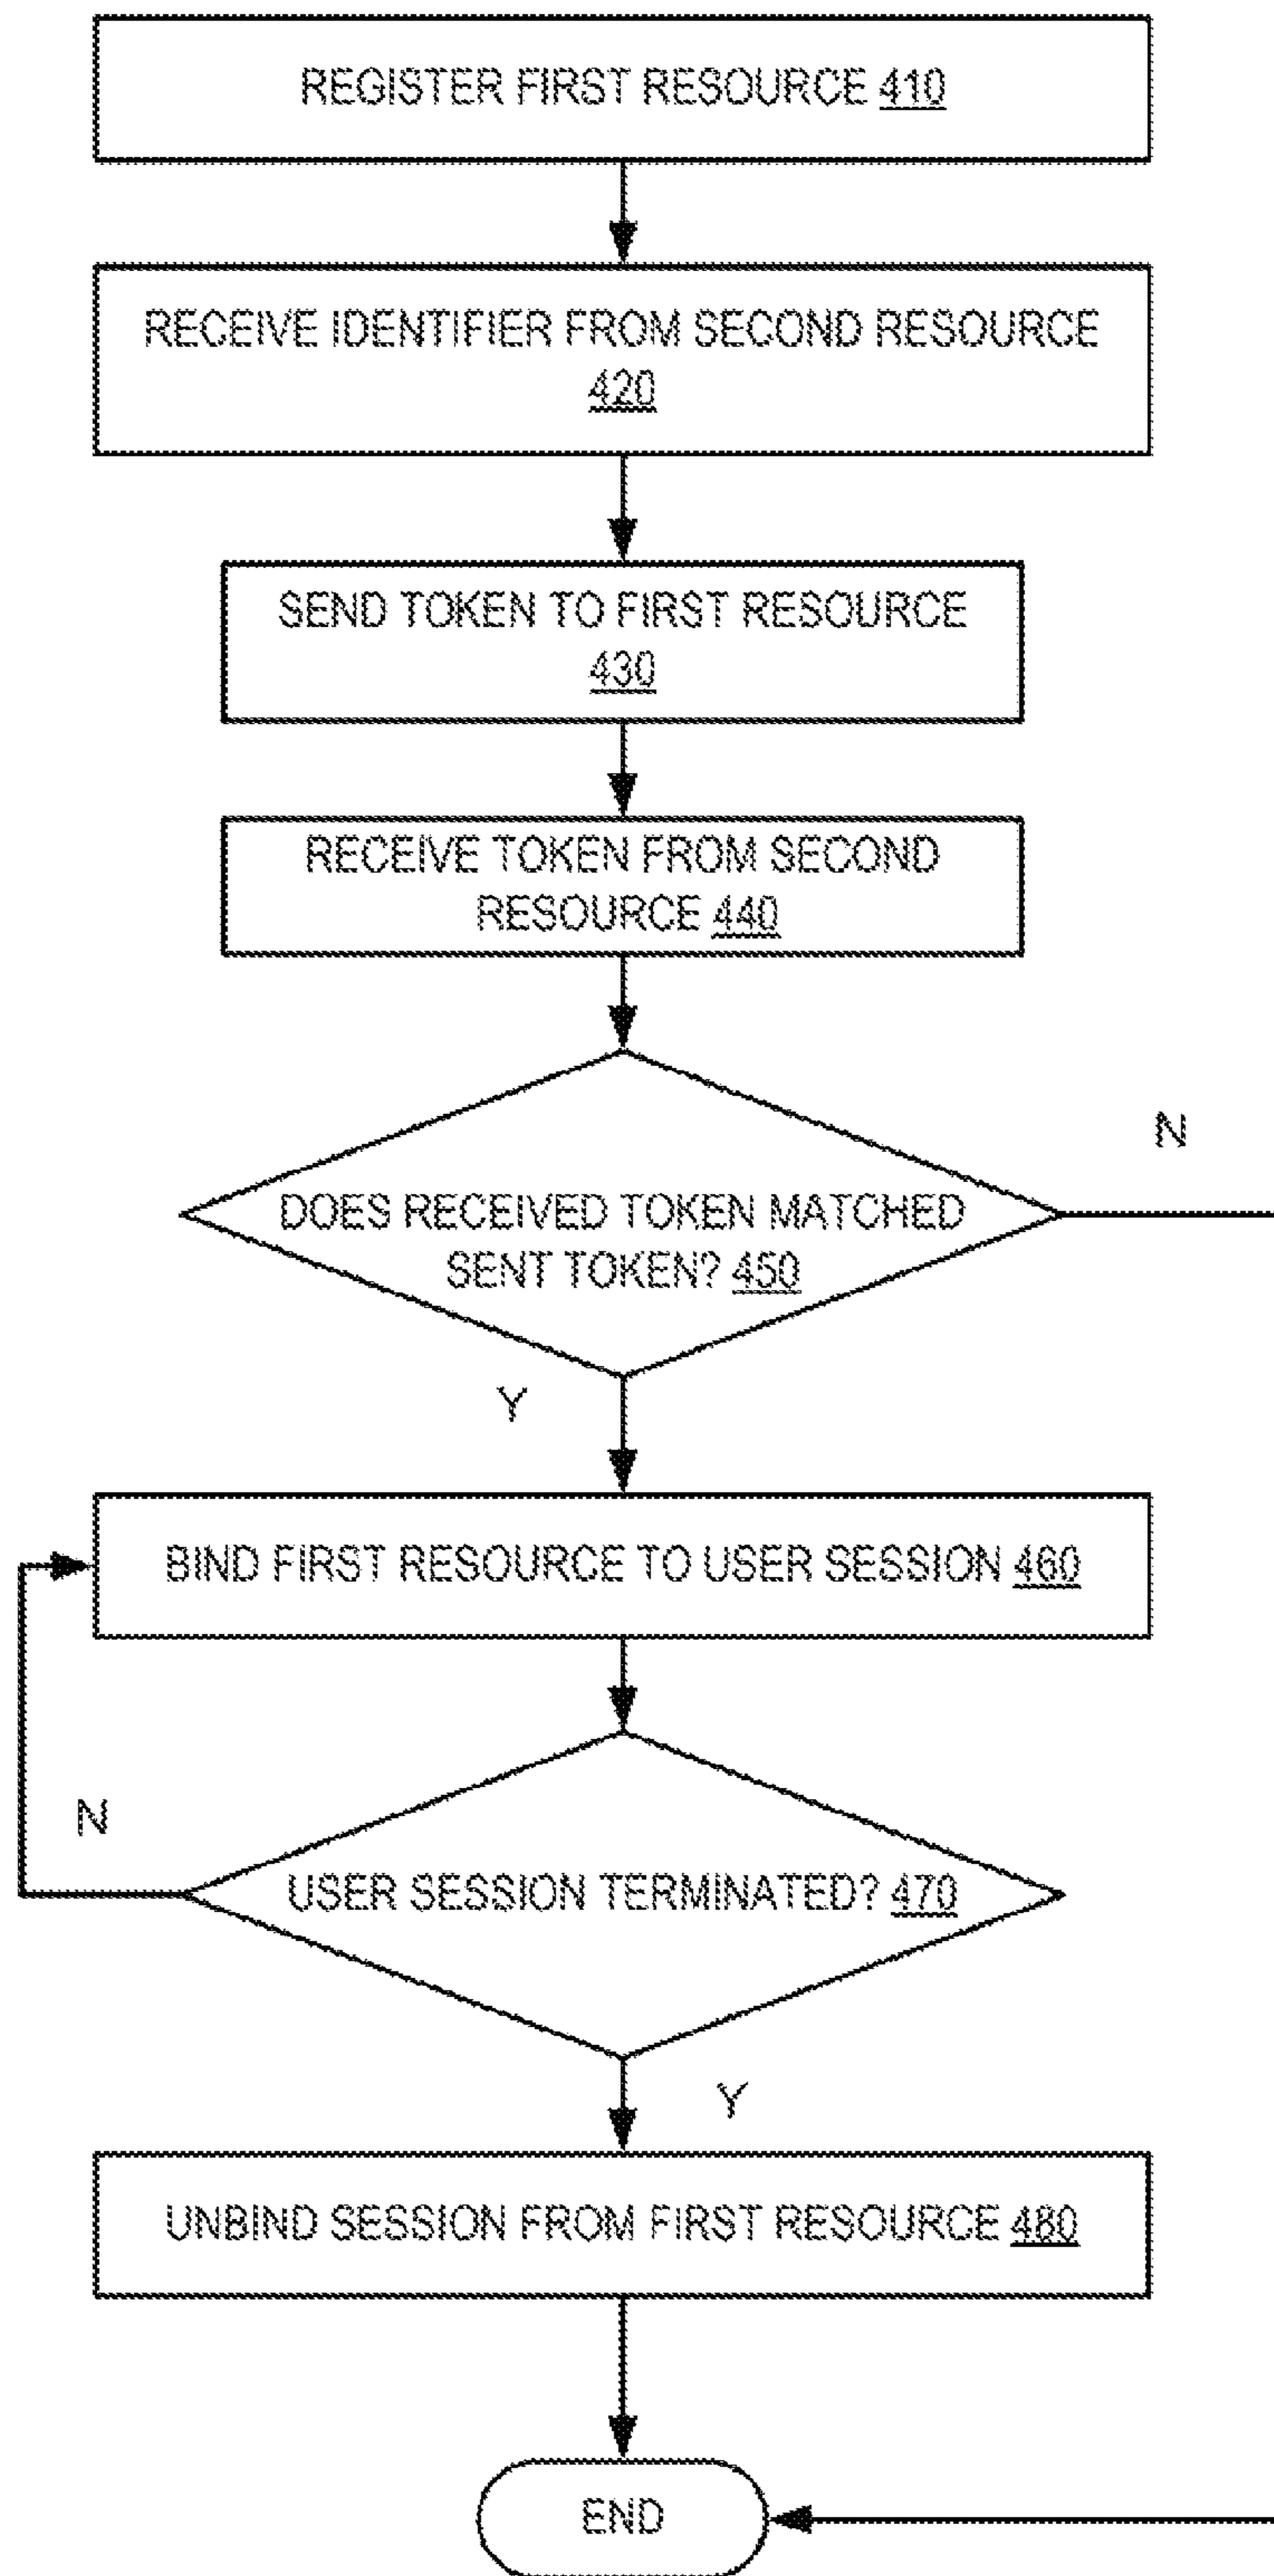 REGISTER FIRST RESOURCE 410
RECEIVE IDENTIFIER FROM SECOND RESOURCE
420
SEND TOKEN TO FIRST RESOURCE
430
RECEIVE TOKEN FROM SECOND
RESOURCE 440
N
DOES RECEIVED TOKEN MATCHED
SENT TOKEN? 450
Y
BIND FIRST RESOURCE TO USER SESSION 460
N
USER SESSION TERMINATED? 470
Y
UNBIND SESSION FROM FIRST RESOURCE 480
END